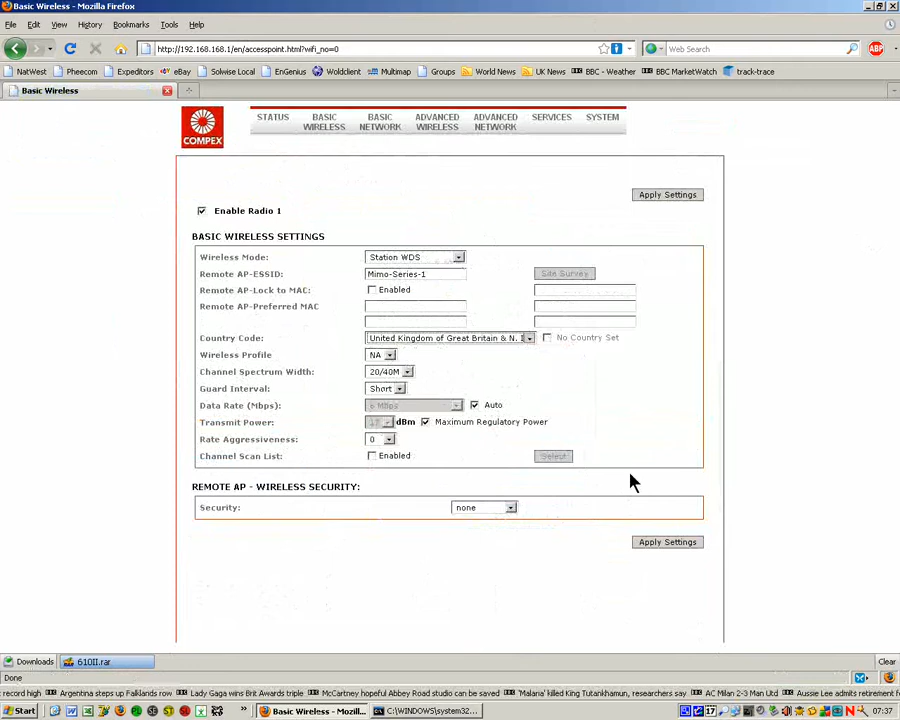 Basic Wireless - Mozilla Firefox
File Edit View History Bookmarks Tools Help
http://192.168.168.1/en/accesspoint.html?wifi_no=0
Web Search
ABP
NatWest Pheecom Expeditors eBay Solwise Local EnGenius Worldclient Multimap Groups World News UK News BBC - Weather BBC MarketWatch track-trace
Basic Wireless
COMPEX
STATUS BASIC WIRELESS BASIC NETWORK ADVANCED WIRELESS ADVANCED NETWORK SERVICES SYSTEM
Apply Settings
Enable Radio 1
BASIC WIRELESS SETTINGS
Wireless Mode: Station WDS
Remote AP-ESSID: Mimo-Series-1 Site Survey
Remote AP-Lock to MAC: Enabled
Remote AP-Preferred MAC
Country Code: United Kingdom of Great Britain & N. I No Country Set
Wireless Profile NA
Channel Spectrum Width: 20/40M
Guard Interval: Short
Data Rate (Mbps): 6 Mbps Auto
Transmit Power: 17 dBm Maximum Regulatory Power
Rate Aggressiveness: 0
Channel Scan List: Enabled Select
REMOTE AP - WIRELESS SECURITY:
Security: none
Apply Settings
Downloads 610II.rar Clear
Done
record high Argentina steps up Falklands row Lady Gaga wins Brit Awards triple McCartney hopeful Abbey Road studio can be saved 'Malaria' killed King Tutankhamun, researchers say AC Milan 2-3 Man Utd Aussie Lee admits retirement f
Start Basic Wireless - Mozill... C:\WINDOWS\system32... 17 07:37